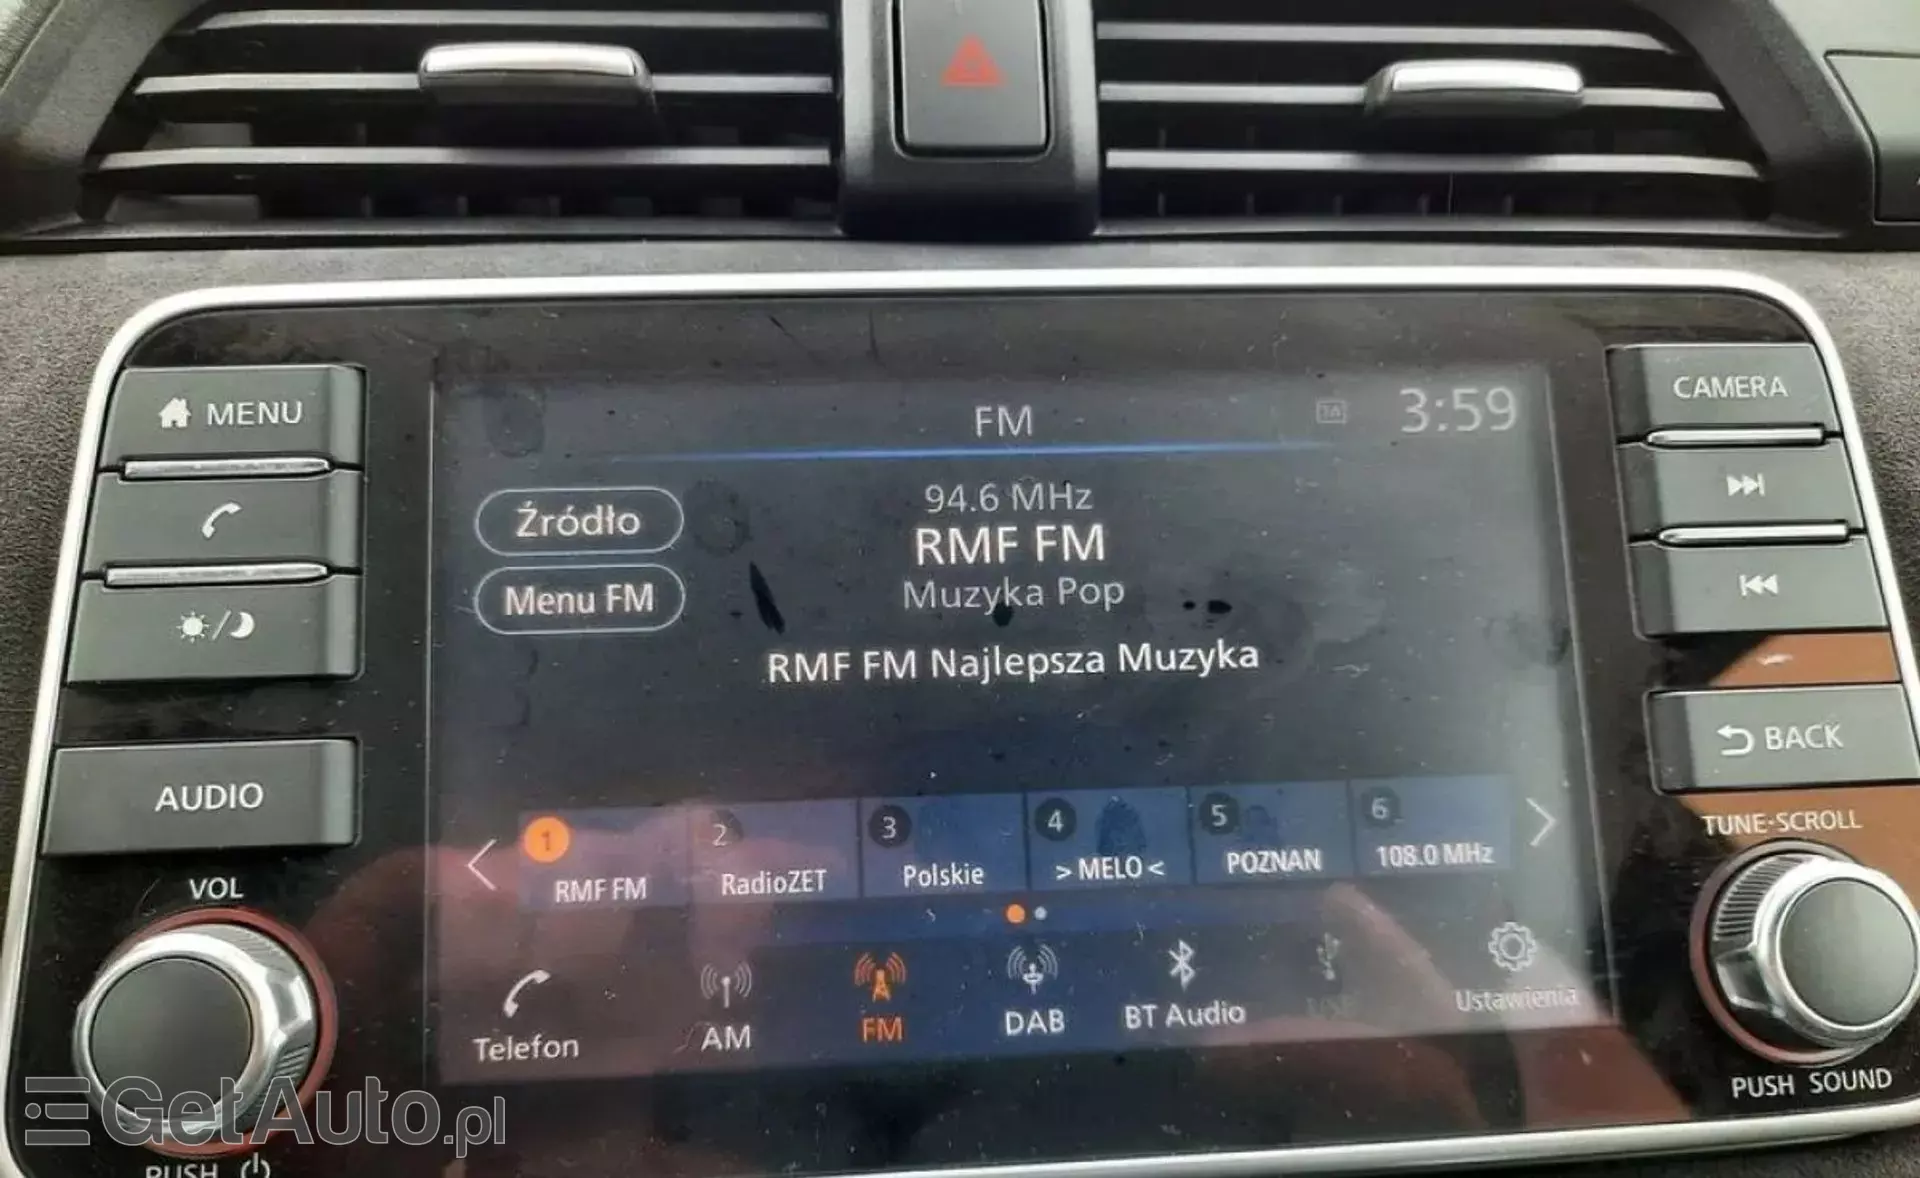 CAMERA
FM
TA
3:59
MENU
94.6 MHz
RMF FM
Źródło
Muzyka Pop
Menu FM
RMF FM Najlepsza Muzyka
BACK
AUDIO
TUNE-SCROLL
1 RMF FM
2 RadioZET
3 Polskie
4 > MELO <
5 POZNAN
6 108.0 MHz
VOL
Telefon
AM
FM
DAB
BT Audio
USB
Ustawienia
PUSH SOUND
GetAuto.pl
PUSH